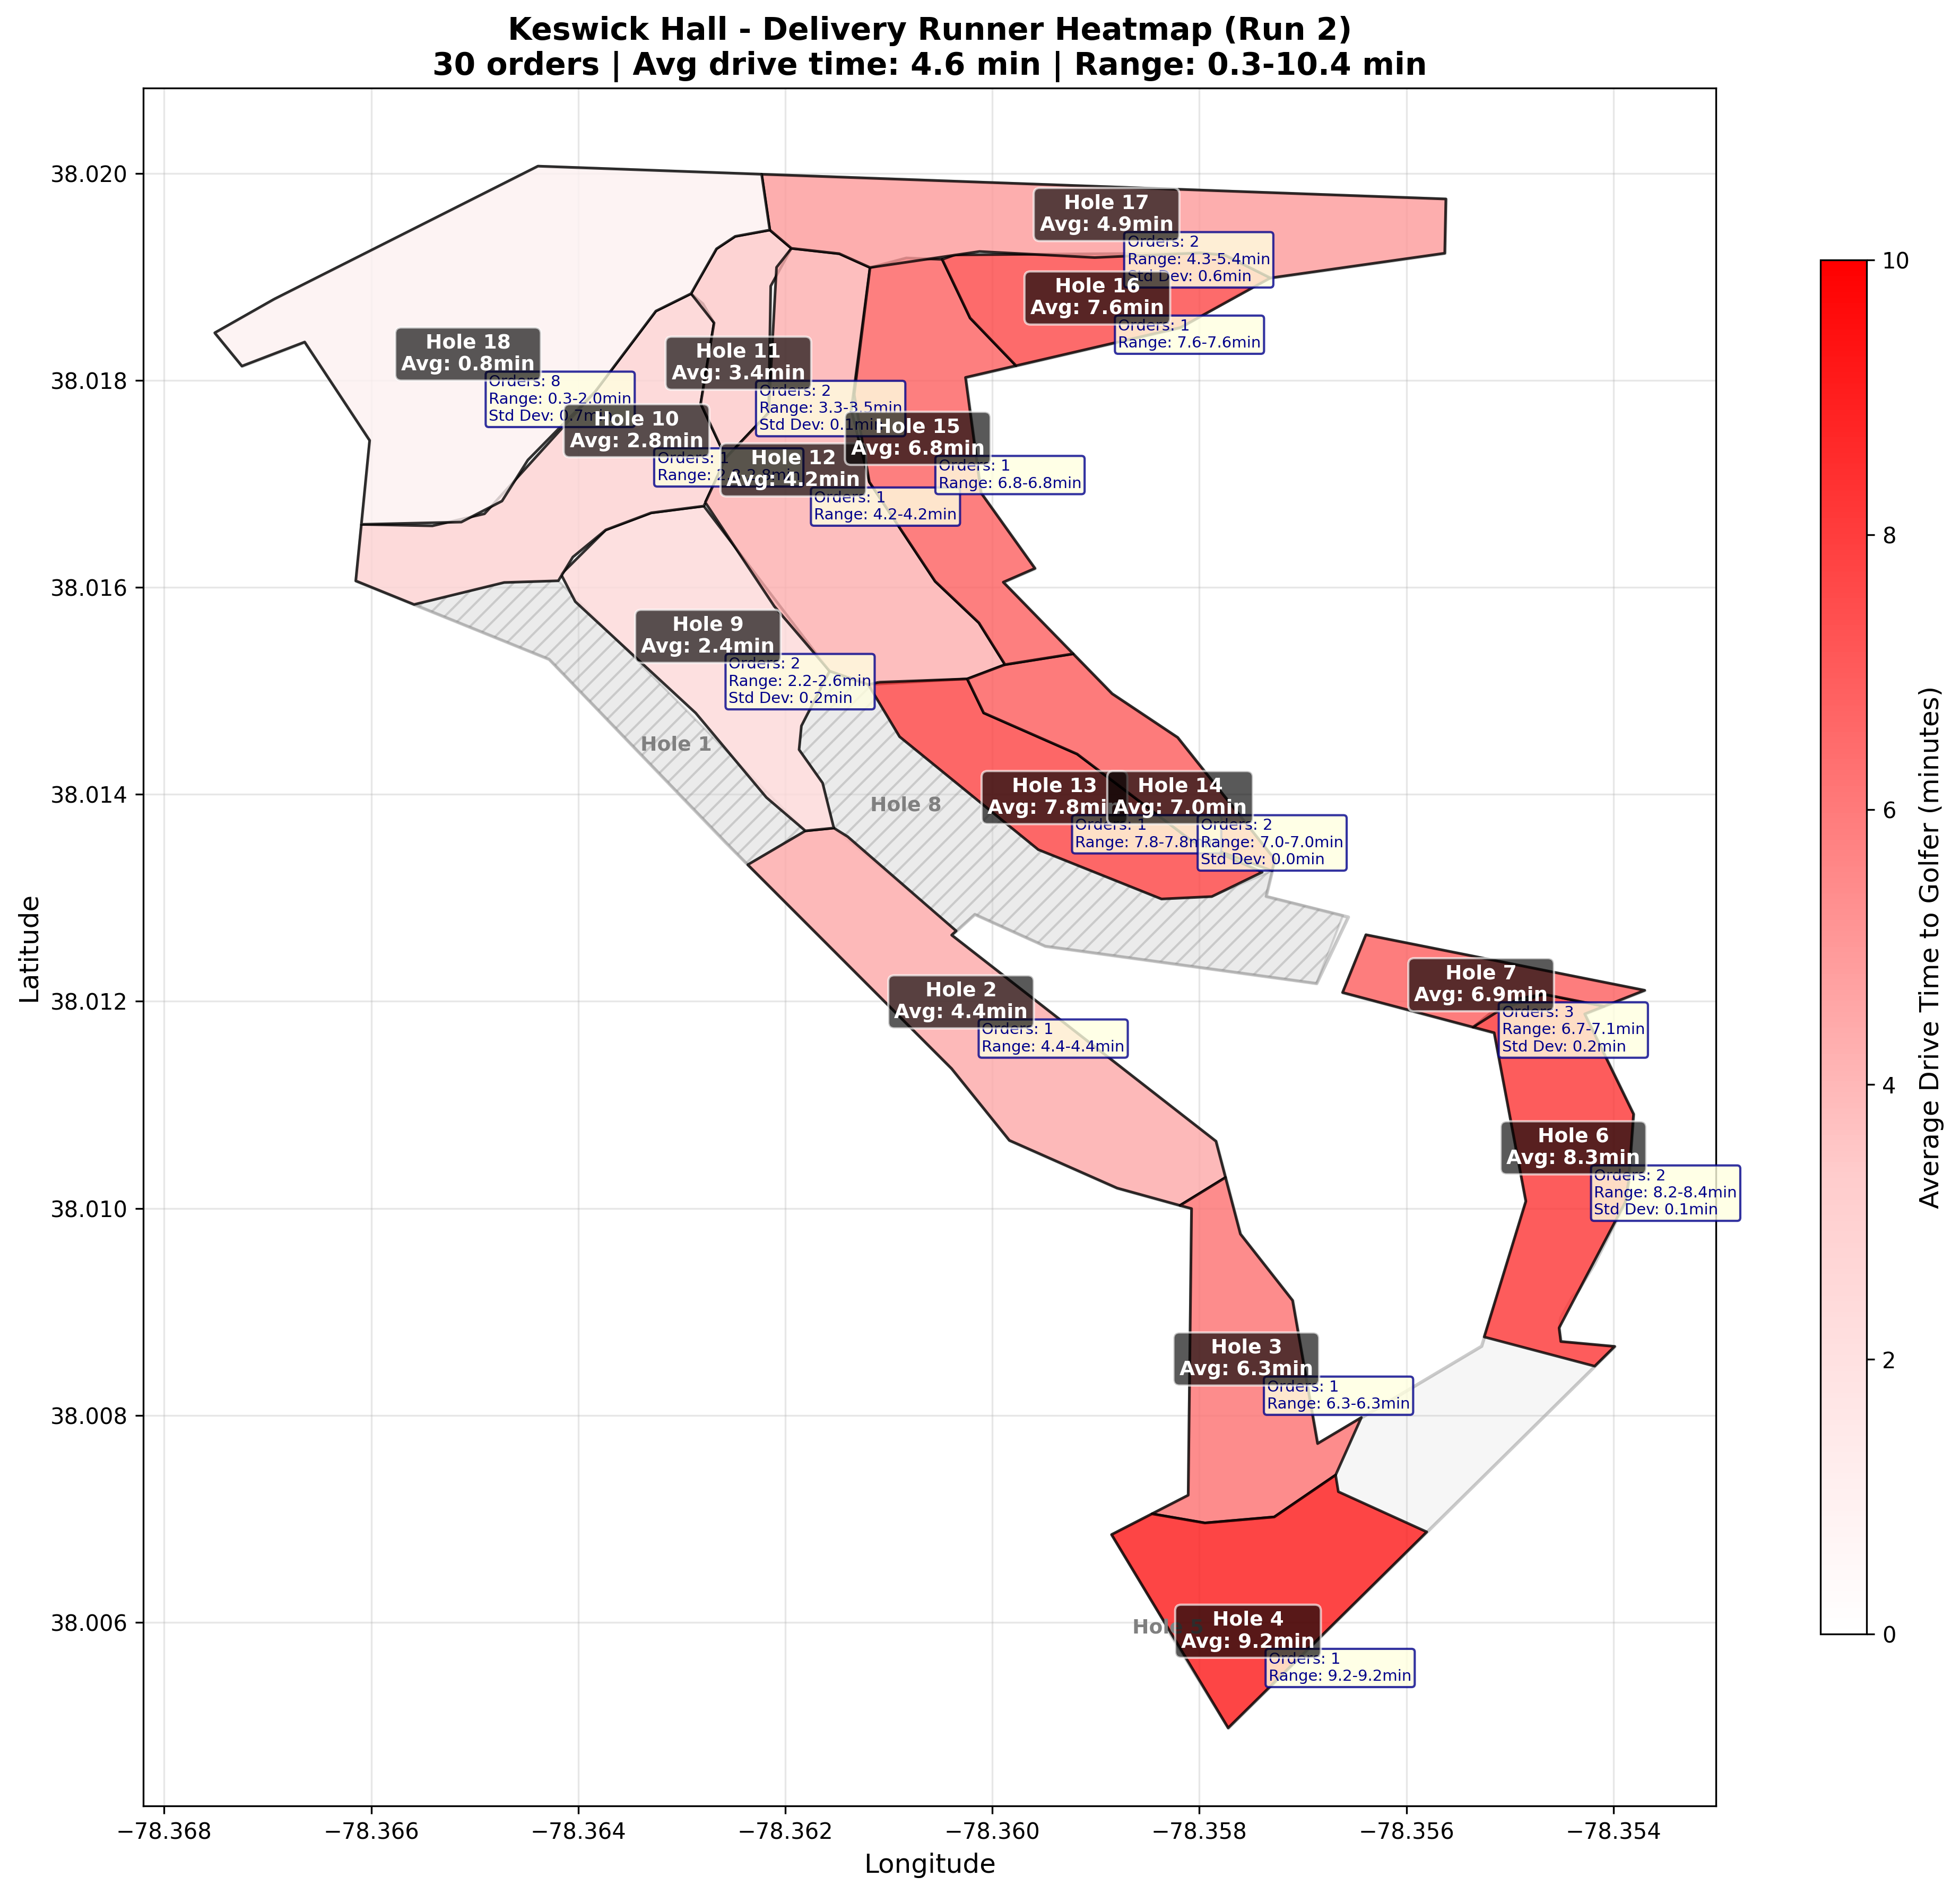 Keswick Hall - Delivery Runner Heatmap (Run 2)
30 orders | Avg drive time: 4.6 min | Range: 0.3-10.4 min
Hole 17
Avg: 4.9min
Orders: 2
Range: 4.3-5.4min
Std Dev: 0.6min
Hole 16
Avg: 7.6min
Orders: 1
Range: 7.6-7.6min
Hole 18
Avg: 0.8min
Orders: 8
Range: 0.3-2.0min
Std Dev: 0.7min
Hole 11
Avg: 3.4min
Orders: 2
Range: 3.3-3.5min
Std Dev: 0.1min
Hole 10
Avg: 2.8min
Orders: 1
Range: 2.8-2.8min
Hole 15
Avg: 6.8min
Orders: 1
Range: 6.8-6.8min
Hole 12
Avg: 4.2min
Orders: 1
Range: 4.2-4.2min
Hole 9
Avg: 2.4min
Orders: 2
Range: 2.2-2.6min
Std Dev: 0.2min
Hole 1
Hole 8
Hole 13
Avg: 7.8min
Orders: 1
Range: 7.8-7.8m
Hole 14
Avg: 7.0min
Orders: 2
Range: 7.0-7.0min
Std Dev: 0.0min
Hole 2
Avg: 4.4min
Orders: 1
Range: 4.4-4.4min
Hole 7
Avg: 6.9min
Orders: 3
Range: 6.7-7.1min
Std Dev: 0.2min
Hole 6
Avg: 8.3min
Orders: 2
Range: 8.2-8.4min
Std Dev: 0.1min
Hole 3
Avg: 6.3min
Orders: 1
Range: 6.3-6.3min
Hole 4
Avg: 9.2min
Orders: 1
Range: 9.2-9.2min
38.020
38.018
38.016
38.014
38.012
38.010
38.008
38.006
Latitude
−78.368
−78.366
−78.364
−78.362
−78.360
−78.358
−78.356
−78.354
Longitude
10
8
6
4
2
0
Average Drive Time to Golfer (minutes)